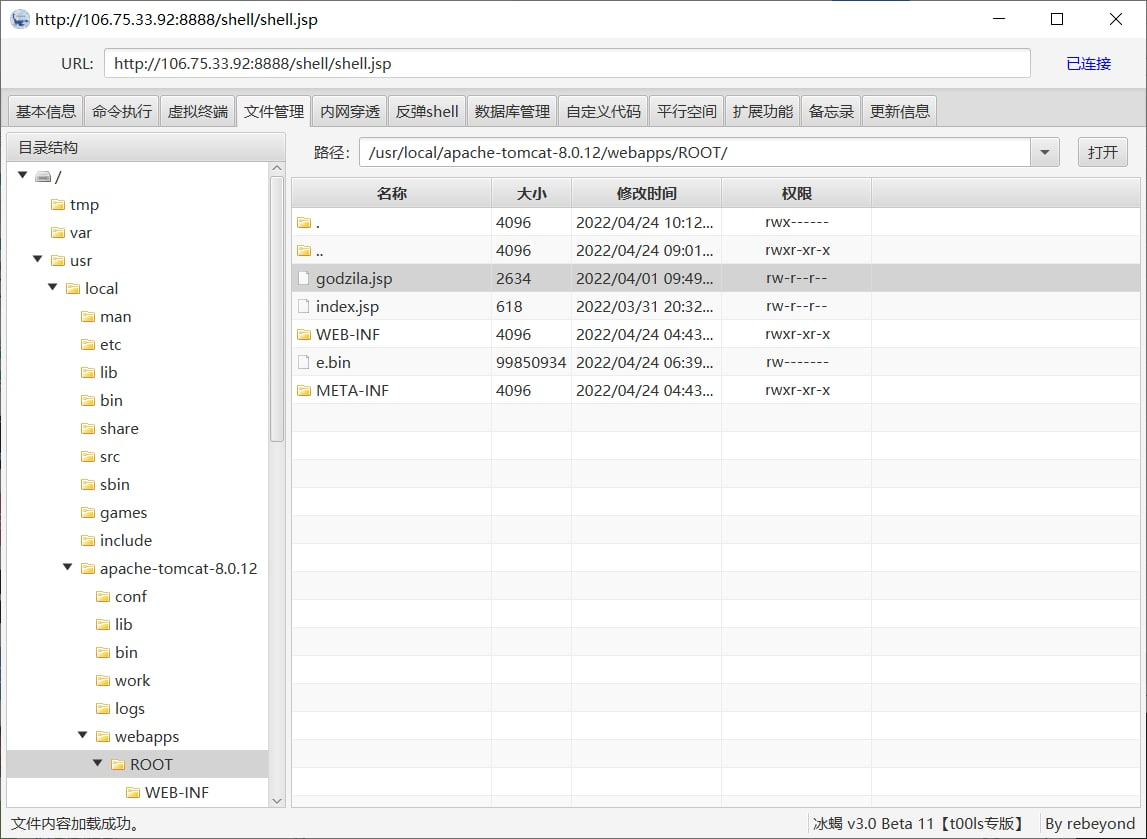 http://106.75.33.92:8888/shell/shell.jsp
URL: http://106.75.33.92:8888/shell/shell.jsp 已连接
基本信息 命令执行 虚拟终端 文件管理 内网穿透 反弹shell 数据库管理 自定义代码 平行空间 扩展功能 备忘录 更新信息
目录结构
/
tmp
var
usr
local
man
etc
lib
bin
share
src
sbin
games
include
apache-tomcat-8.0.12
conf
lib
bin
work
logs
webapps
ROOT
WEB-INF
路径: /usr/local/apache-tomcat-8.0.12/webapps/ROOT/ 打开
名称 大小 修改时间 权限
. 4096 2022/04/24 10:12... rwx------
.. 4096 2022/04/24 09:01... rwxr-xr-x
godzila.jsp 2634 2022/04/01 09:49... rw-r--r--
index.jsp 618 2022/03/31 20:32... rw-r--r--
WEB-INF 4096 2022/04/24 04:43... rwxr-xr-x
e.bin 99850934 2022/04/24 06:39... rw-------
META-INF 4096 2022/04/24 04:43... rwxr-xr-x
文件内容加载成功。 冰蝎 v3.0 Beta 11【t00ls专版】 By rebeyond